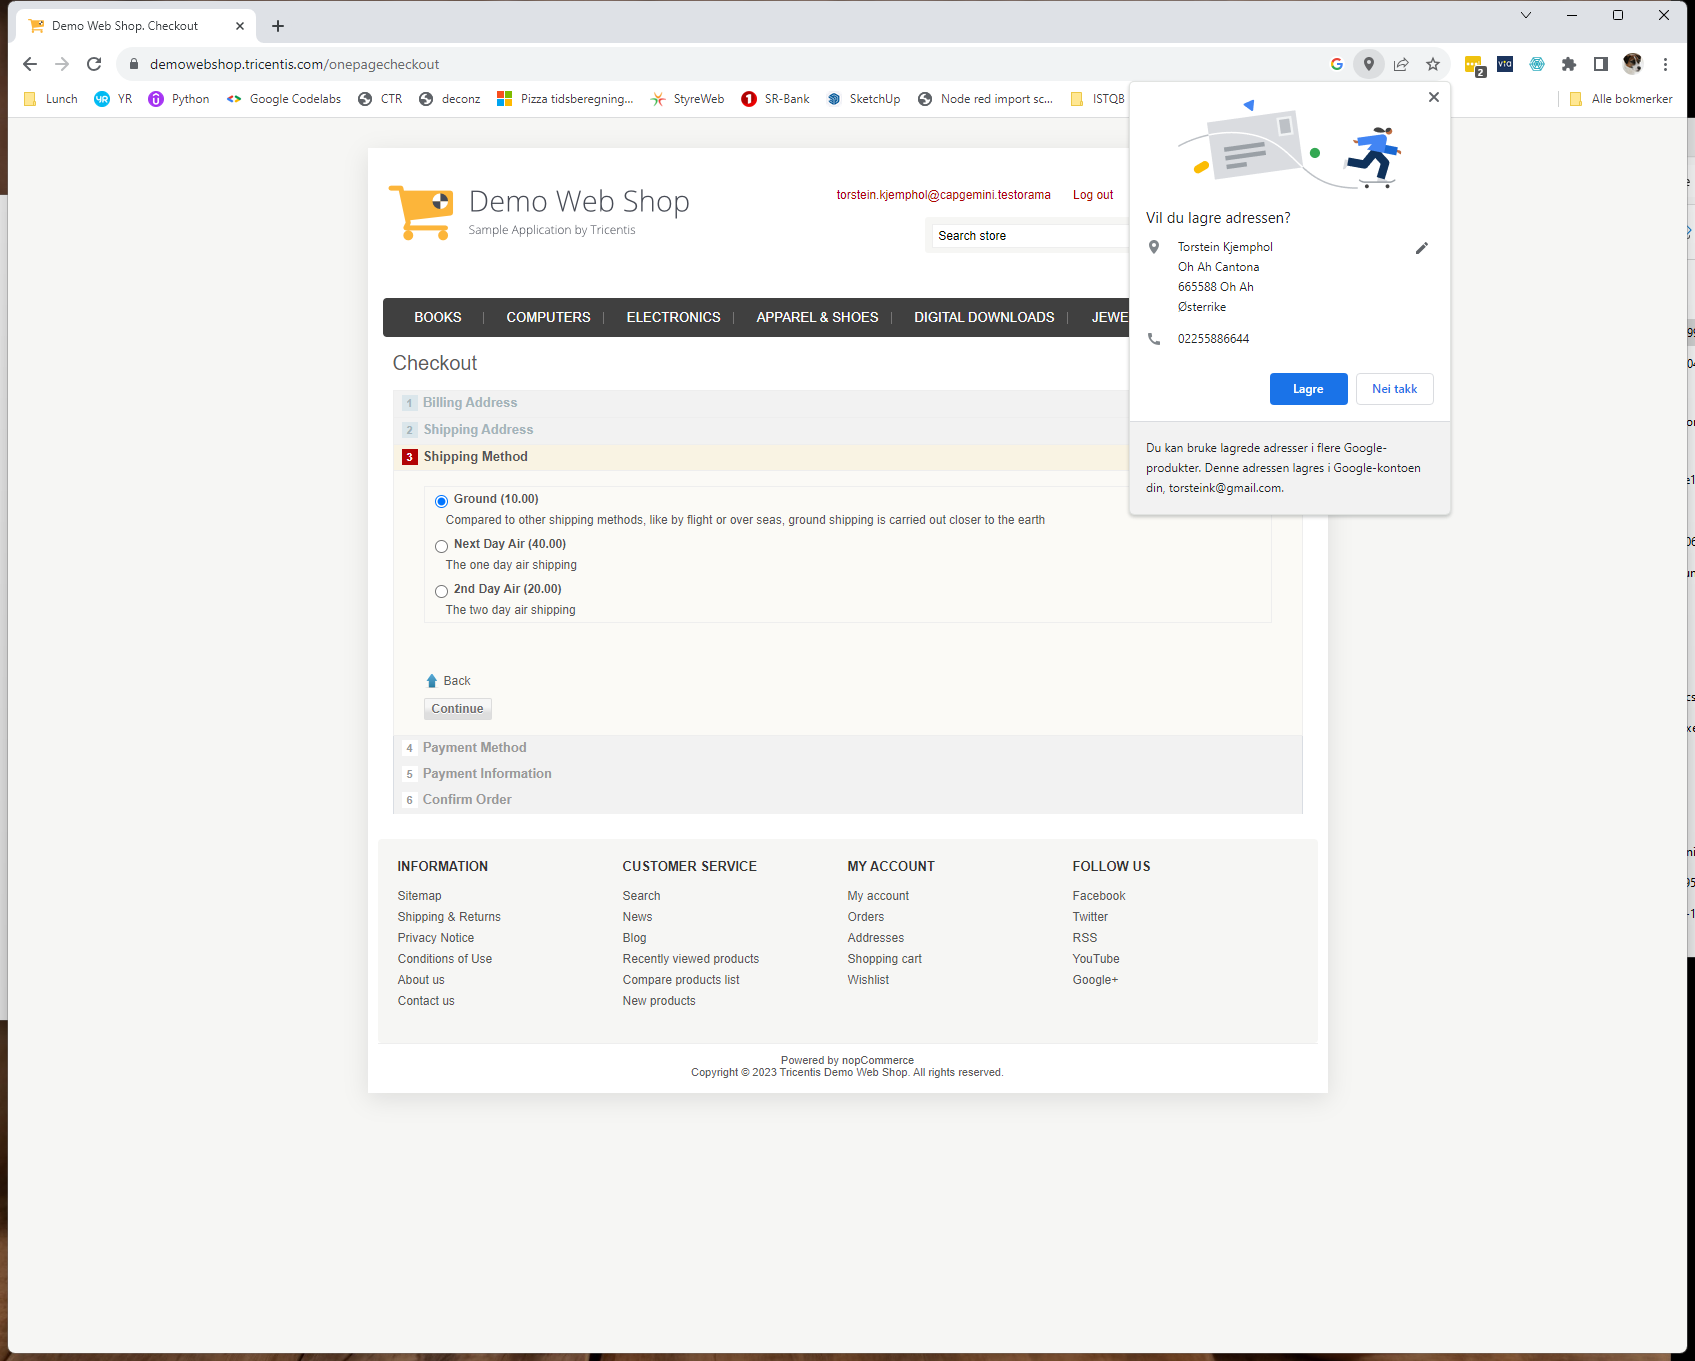 Demo Web Shop. Checkout
demowebshop.tricentis.com/onepagecheckout
2
vta
Lunch YR Python Google Codelabs CTR deconz Pizza tidsberegning... StyreWeb SR-Bank SketchUp Node red import sc... ISTQB Alle bokmerker
Demo Web Shop
Sample Application by Tricentis
torstein.kjemphol@capgemini.testorama Log out
Search store
BOOKS COMPUTERS ELECTRONICS APPAREL & SHOES DIGITAL DOWNLOADS JEWE
Vil du lagre adressen?
Torstein Kjemphol
Oh Ah Cantona
665588 Oh Ah
Østerrike
02255886644
Lagre Nei takk
Du kan bruke lagrede adresser i flere Google-
produkter. Denne adressen lagres i Google-kontoen
din, torsteink@gmail.com.
Checkout
1 Billing Address
2 Shipping Address
3 Shipping Method
Ground (10.00)
Compared to other shipping methods, like by flight or over seas, ground shipping is carried out closer to the earth
Next Day Air (40.00)
The one day air shipping
2nd Day Air (20.00)
The two day air shipping
Back
Continue
4 Payment Method
5 Payment Information
6 Confirm Order
INFORMATION
Sitemap
Shipping & Returns
Privacy Notice
Conditions of Use
About us
Contact us
CUSTOMER SERVICE
Search
News
Blog
Recently viewed products
Compare products list
New products
MY ACCOUNT
My account
Orders
Addresses
Shopping cart
Wishlist
FOLLOW US
Facebook
Twitter
RSS
YouTube
Google+
Powered by nopCommerce
Copyright © 2023 Tricentis Demo Web Shop. All rights reserved.